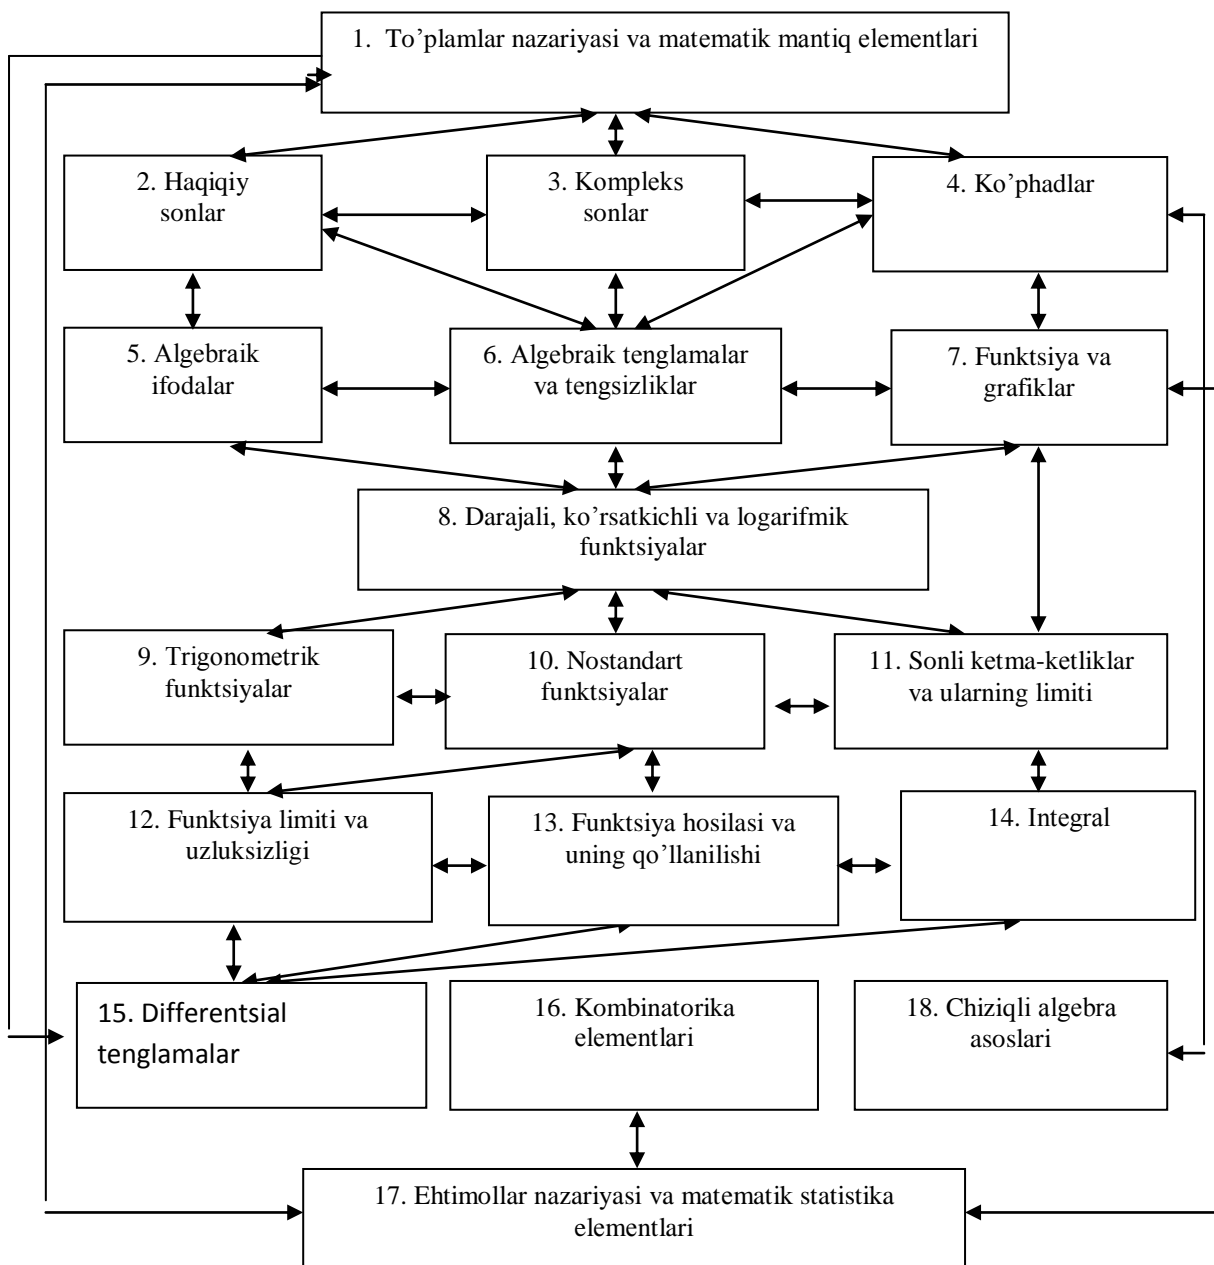 1. To’plamlar nazariyasi va matematik mantiq elementlari
2. Haqiqiy
sonlar
3. Kompleks
sonlar
4. Ko’phadlar
5. Algebraik
ifodalar
6. Algebraik tenglamalar
va tengsizliklar
7. Funktsiya va
grafiklar
8. Darajali, ko’rsatkichli va logarifmik
funktsiyalar
9. Trigonometrik
funktsiyalar
10. Nostandart
funktsiyalar
11. Sonli ketma-ketliklar
va ularning limiti
12. Funktsiya limiti va
uzluksizligi
13. Funktsiya hosilasi va
uning qo’llanilishi
14. Integral
15. Differentsial
tenglamalar
16. Kombinatorika
elementlari
18. Chiziqli algebra
asoslari
17. Ehtimollar nazariyasi va matematik statistika
elementlari